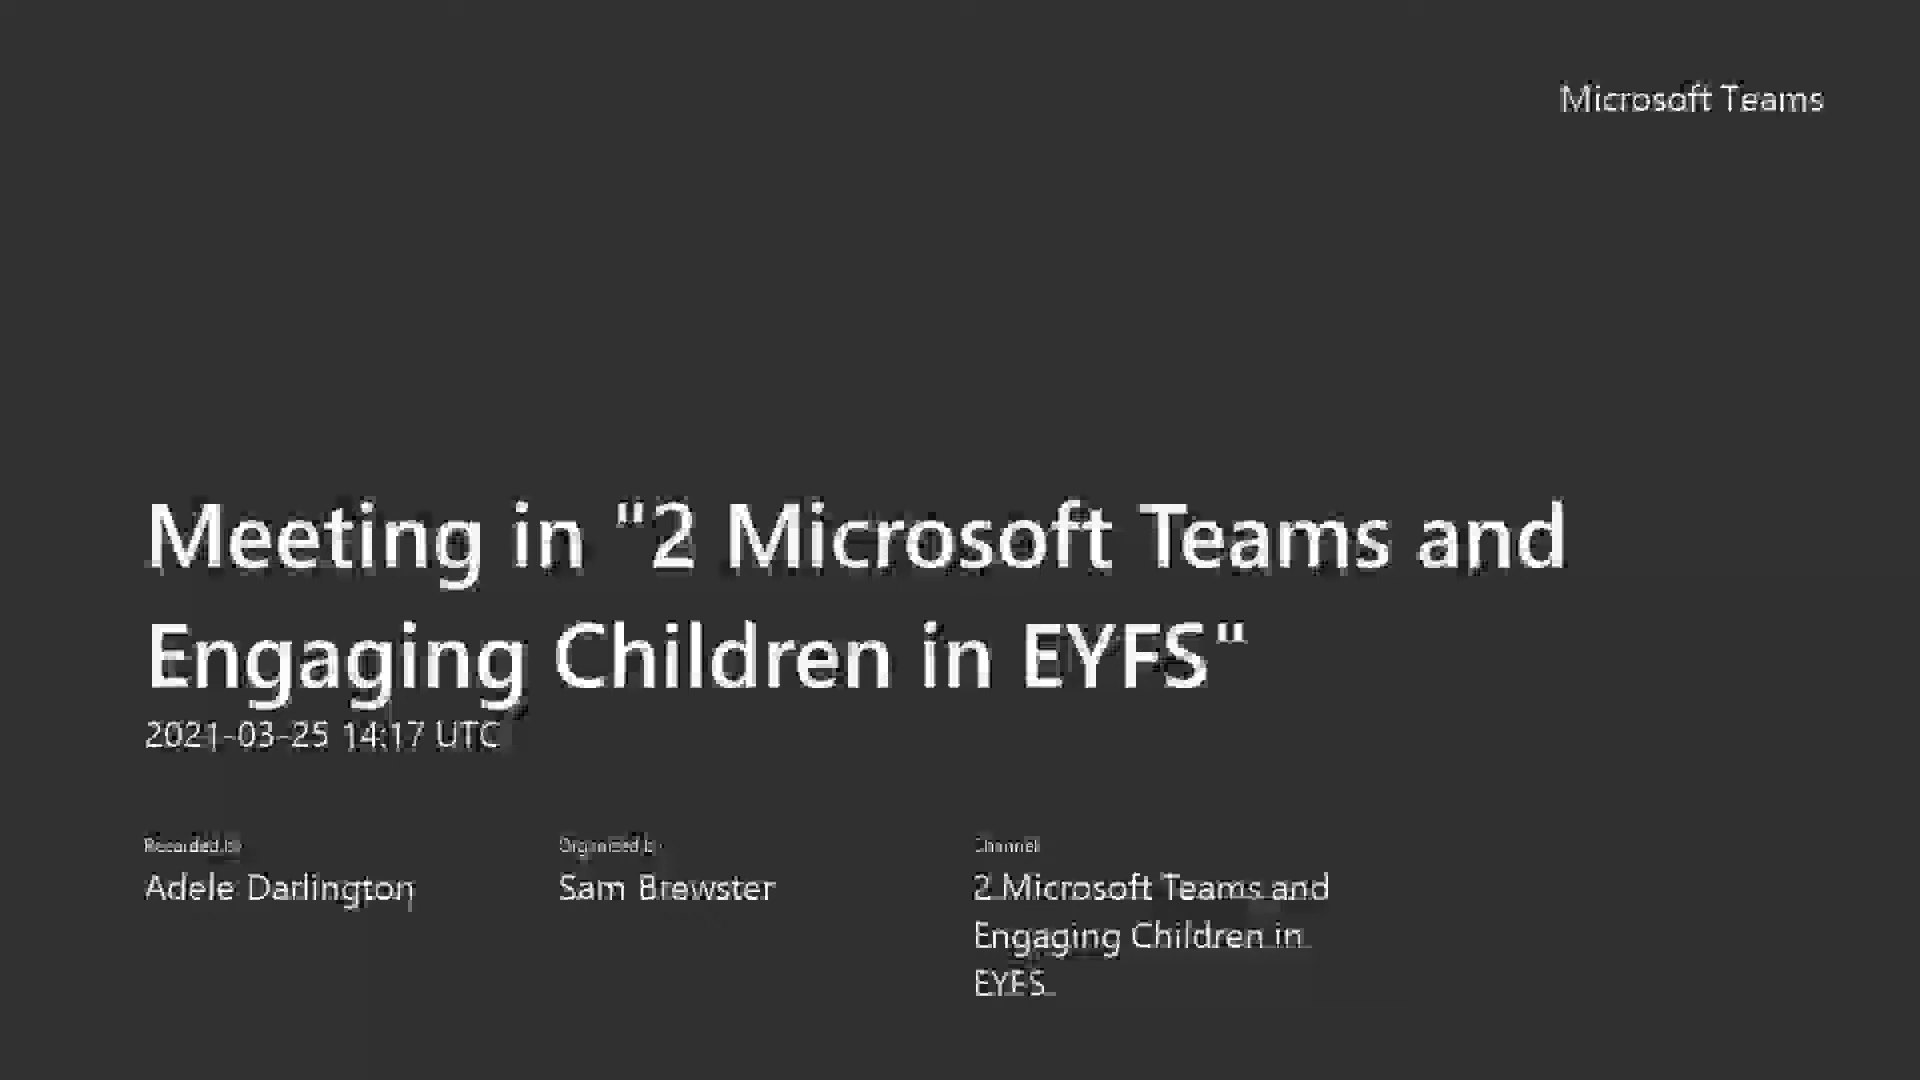 Microsoft Teams
Meeting in "2 Microsoft Teams and
Engaging Children in EYFS"
2021-03-25 14:17 UTC
Recorded by
Organized by
Channel
Adele Darlington
Sam Brewster
2 Microsoft Teams and
Engaging Children in
EYFS